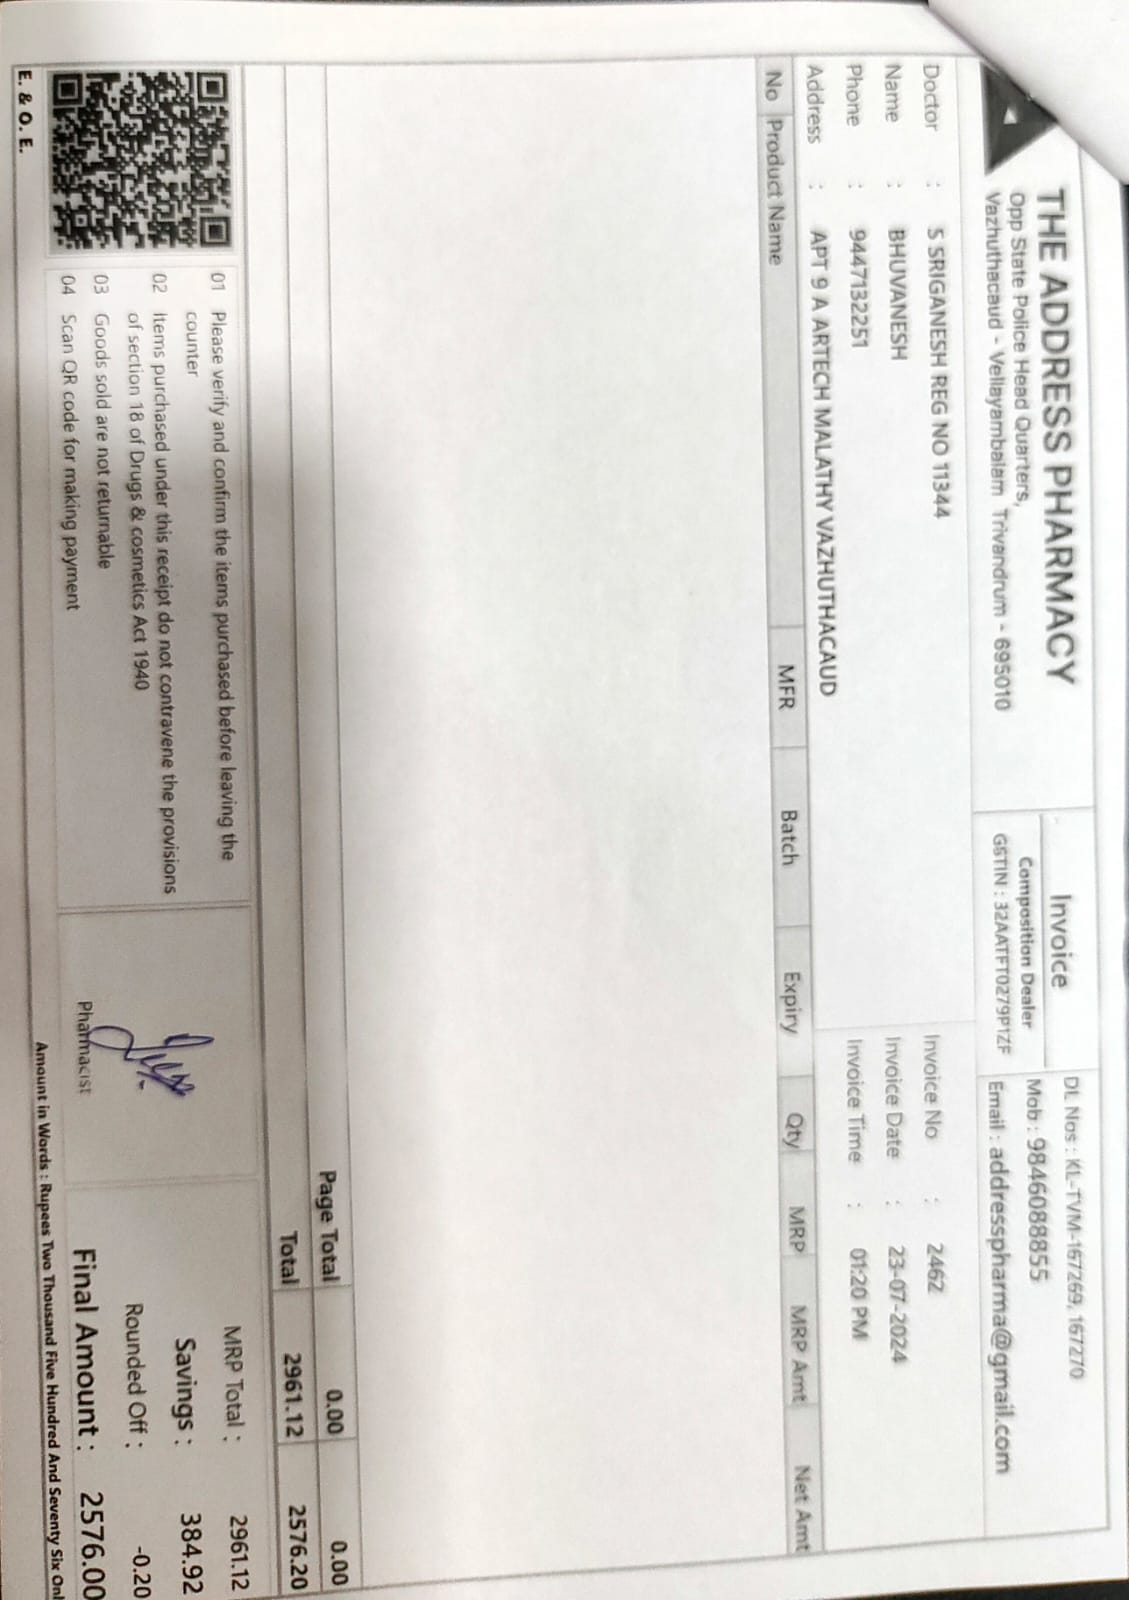 THE ADDRESS PHARMACY
Opp State Police Head Quarters,
Vazhuthacaud - Vellayambalam Trivandrum - 695010
Invoice
Composition Dealer
GSTIN : 32AATFT0279P1ZF
DL Nos : KL-TVM-167269, 167270
Mob : 9846088855
Email : addresspharma@gmail.com
Doctor : S SRIGANESH REG NO 11344
Name : BHUVANESH
Phone : 9447132251
Address : APT 9 A ARTECH MALATHY VAZHUTHACAUD
Invoice No : 2462
Invoice Date : 23-07-2024
Invoice Time : 01:20 PM
No Product Name MFR Batch Expiry Qty MRP MRP Amt Net Amt
Page Total 0.00 0.00
Total 2961.12 2576.20
01 Please verify and confirm the items purchased before leaving the
counter
02 Items purchased under this receipt do not contravene the provisions
of section 18 of Drugs & cosmetics Act 1940
03 Goods sold are not returnable
04 Scan QR code for making payment
Pharmacist
MRP Total : 2961.12
Savings : 384.92
Rounded Off : -0.20
Final Amount : 2576.00
Amount in Words : Rupees Two Thousand Five Hundred And Seventy Six Onl
E. & O. E.